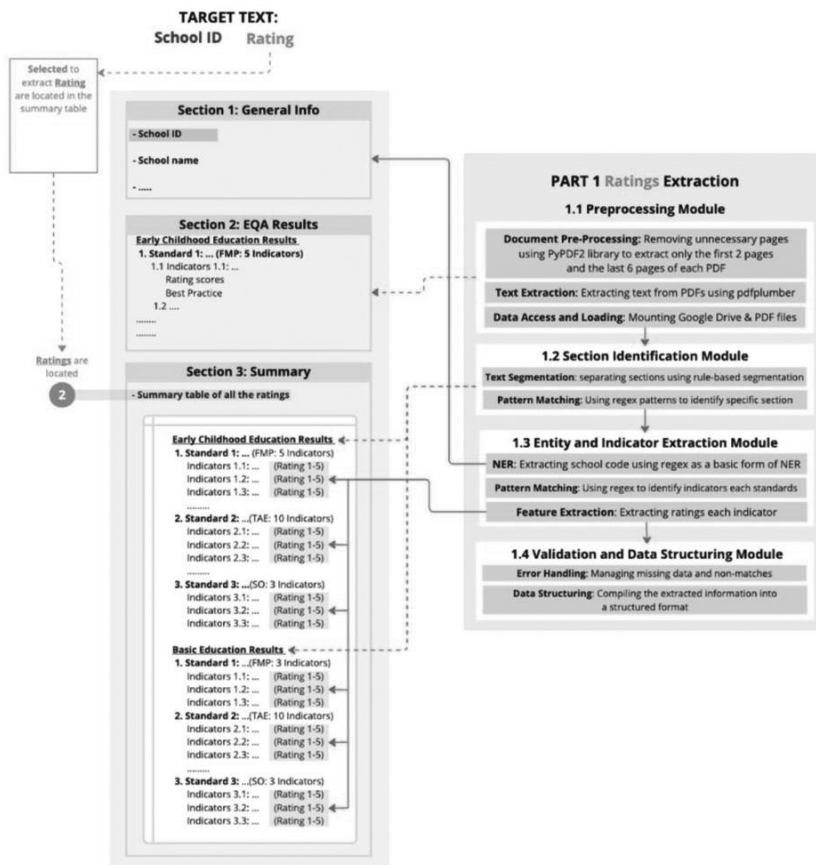 TARGET TEXT:
School ID Rating
Selected to
extract Rating
are located in the
summary table
Section 1: General Info
- School ID
- School name
- .....
Section 2: EQA Results
Early Childhood Education Results
1. Standard 1: ... (FMP: 5 Indicators)
1.1 Indicators 1.1: ...
Rating scores
Best Practice
1.2 ....
........
........
Ratings are
located
2
Section 3: Summary
- Summary table of all the ratings
Early Childhood Education Results
1. Standard 1: ... (FMP: 5 Indicators)
Indicators 1.1: ... (Rating 1-5)
Indicators 1.2: ... (Rating 1-5)
Indicators 1.3: ... (Rating 1-5)
.........
2. Standard 2: ...(TAE: 10 Indicators)
Indicators 2.1: ... (Rating 1-5)
Indicators 2.2: ... (Rating 1-5)
Indicators 2.3: ... (Rating 1-5)
.........
3. Standard 3: ...(SO: 3 Indicators)
Indicators 3.1: ... (Rating 1-5)
Indicators 3.2: ... (Rating 1-5)
Indicators 3.3: ... (Rating 1-5)
Basic Education Results
1. Standard 1: ...(FMP: 3 Indicators)
Indicators 1.1: ... (Rating 1-5)
Indicators 1.2: ... (Rating 1-5)
Indicators 1.3: ... (Rating 1-5)
2. Standard 2: ...(TAE: 10 Indicators)
Indicators 2.1: ... (Rating 1-5)
Indicators 2.2: ... (Rating 1-5)
Indicators 2.3: ... (Rating 1-5)
.........
3. Standard 3: ...(SO: 3 Indicators)
Indicators 3.1: ... (Rating 1-5)
Indicators 3.2: ... (Rating 1-5)
Indicators 3.3: ... (Rating 1-5)
PART 1 Ratings Extraction
1.1 Preprocessing Module
Document Pre-Processing: Removing unnecessary pages
using PyPDF2 library to extract only the first 2 pages
and the last 6 pages of each PDF
Text Extraction: Extracting text from PDFs using pdfplumber
Data Access and Loading: Mounting Google Drive & PDF files
1.2 Section Identification Module
Text Segmentation: separating sections using rule-based segmentation
Pattern Matching: Using regex patterns to identify specific section
1.3 Entity and Indicator Extraction Module
NER: Extracting school code using regex as a basic form of NER
Pattern Matching: Using regex to identify indicators each standards
Feature Extraction: Extracting ratings each indicator
1.4 Validation and Data Structuring Module
Error Handling: Managing missing data and non-matches
Data Structuring: Compiling the extracted information into
a structured format